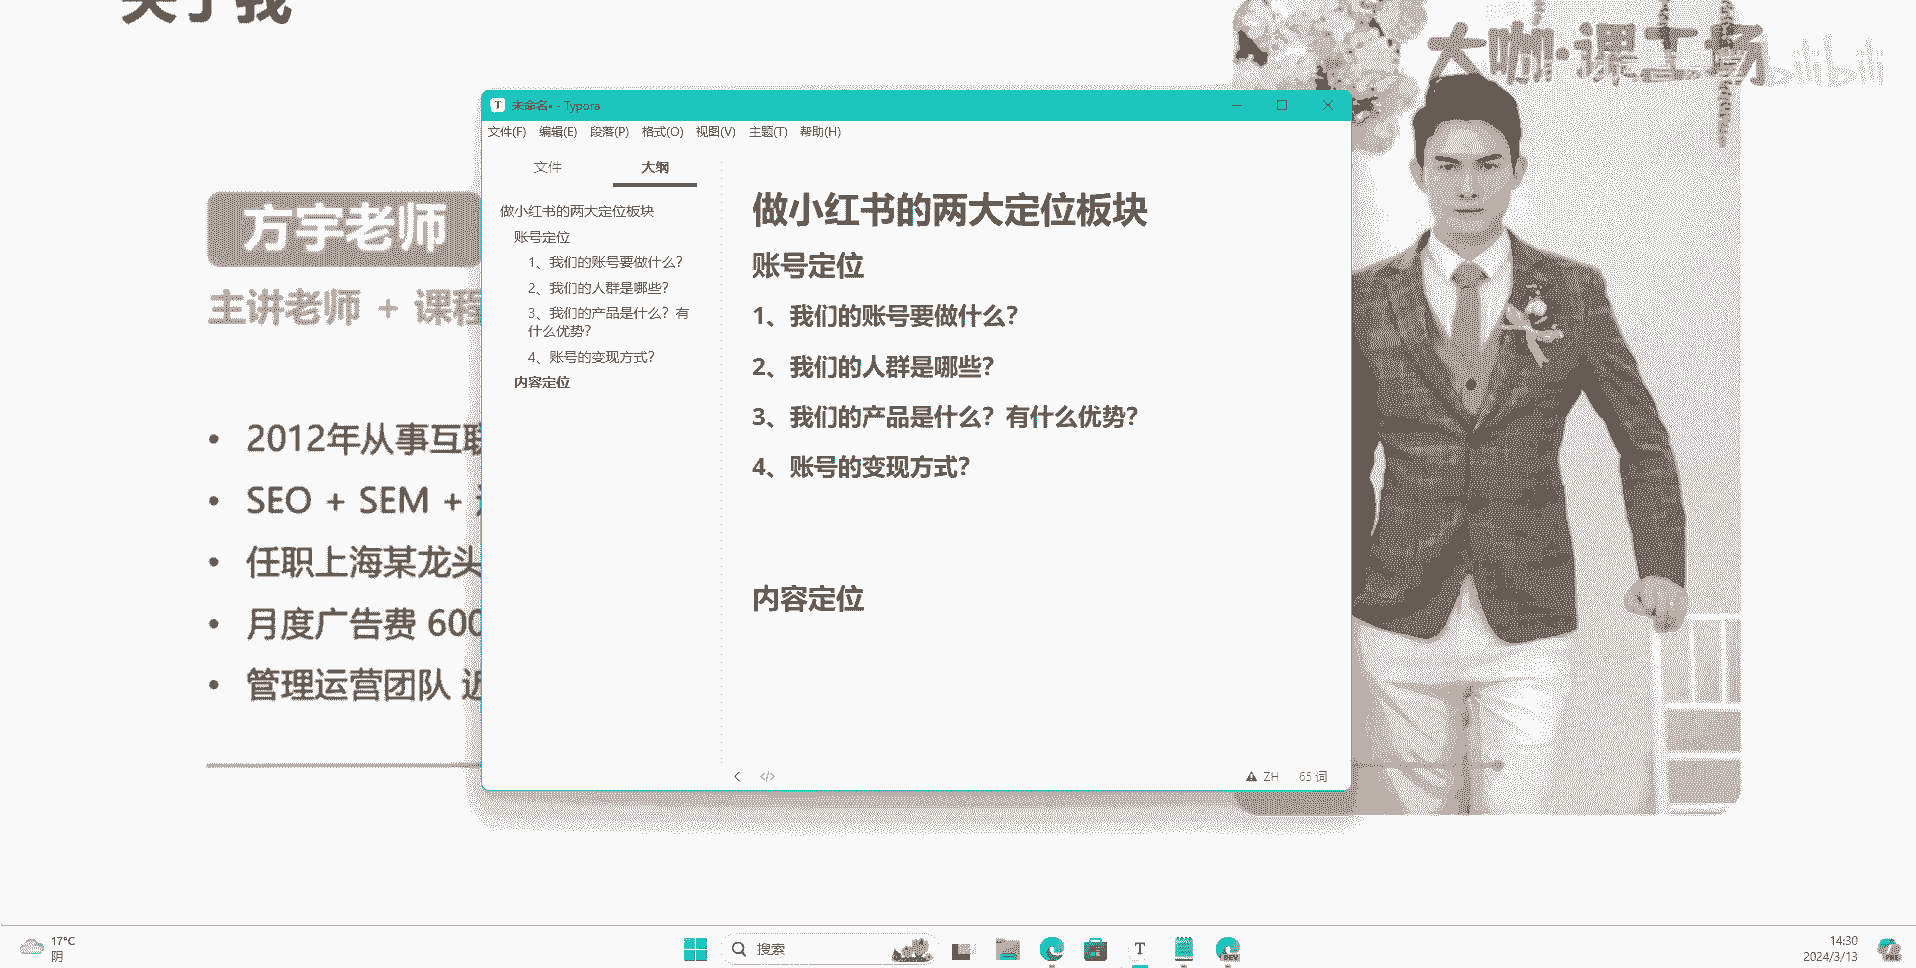 关于我
大咖·课工场
bilibili
方宇老师
主讲老师 + 课程
2012年从事互联
SEO + SEM +
任职上海某龙头
月度广告费 600
管理运营团队 近
未命名• - Typora
文件(F) 编辑(E) 段落(P) 格式(O) 视图(V) 主题(T) 帮助(H)
文件 大纲
做小红书的两大定位板块
账号定位
1、我们的账号要做什么？
2、我们的人群是哪些？
3、我们的产品是什么？有
什么优势？
4、账号的变现方式？
内容定位
做小红书的两大定位板块
账号定位
1、我们的账号要做什么？
2、我们的人群是哪些？
3、我们的产品是什么？有什么优势？
4、账号的变现方式？
内容定位
ZH 65 词
17°C
阴
搜索
T
DEV
14:30
2024/3/13
PRE